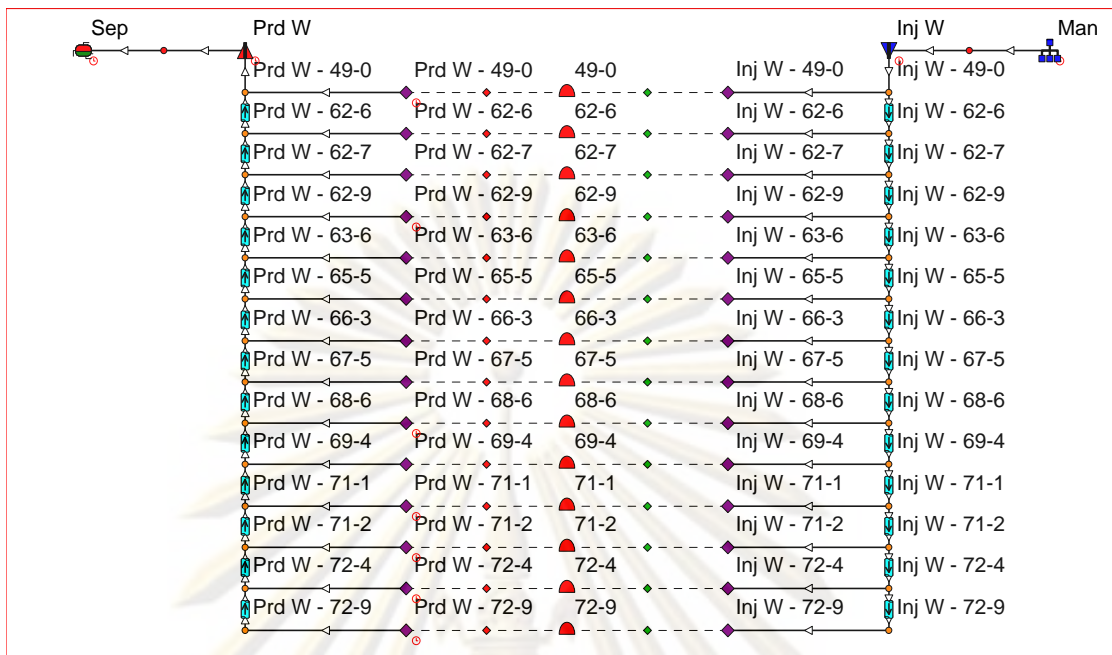 Sep Prd W Inj W Man
Prd W - 49-0 Prd W - 49-0 49-0 Inj W - 49-0 Inj W - 49-0
Prd W - 62-6 Prd W - 62-6 62-6 Inj W - 62-6 Inj W - 62-6
Prd W - 62-7 Prd W - 62-7 62-7 Inj W - 62-7 Inj W - 62-7
Prd W - 62-9 Prd W - 62-9 62-9 Inj W - 62-9 Inj W - 62-9
Prd W - 63-6 Prd W - 63-6 63-6 Inj W - 63-6 Inj W - 63-6
Prd W - 65-5 Prd W - 65-5 65-5 Inj W - 65-5 Inj W - 65-5
Prd W - 66-3 Prd W - 66-3 66-3 Inj W - 66-3 Inj W - 66-3
Prd W - 67-5 Prd W - 67-5 67-5 Inj W - 67-5 Inj W - 67-5
Prd W - 68-6 Prd W - 68-6 68-6 Inj W - 68-6 Inj W - 68-6
Prd W - 69-4 Prd W - 69-4 69-4 Inj W - 69-4 Inj W - 69-4
Prd W - 71-1 Prd W - 71-1 71-1 Inj W - 71-1 Inj W - 71-1
Prd W - 71-2 Prd W - 71-2 71-2 Inj W - 71-2 Inj W - 71-2
Prd W - 72-4 Prd W - 72-4 72-4 Inj W - 72-4 Inj W - 72-4
Prd W - 72-9 Prd W - 72-9 72-9 Inj W - 72-9 Inj W - 72-9